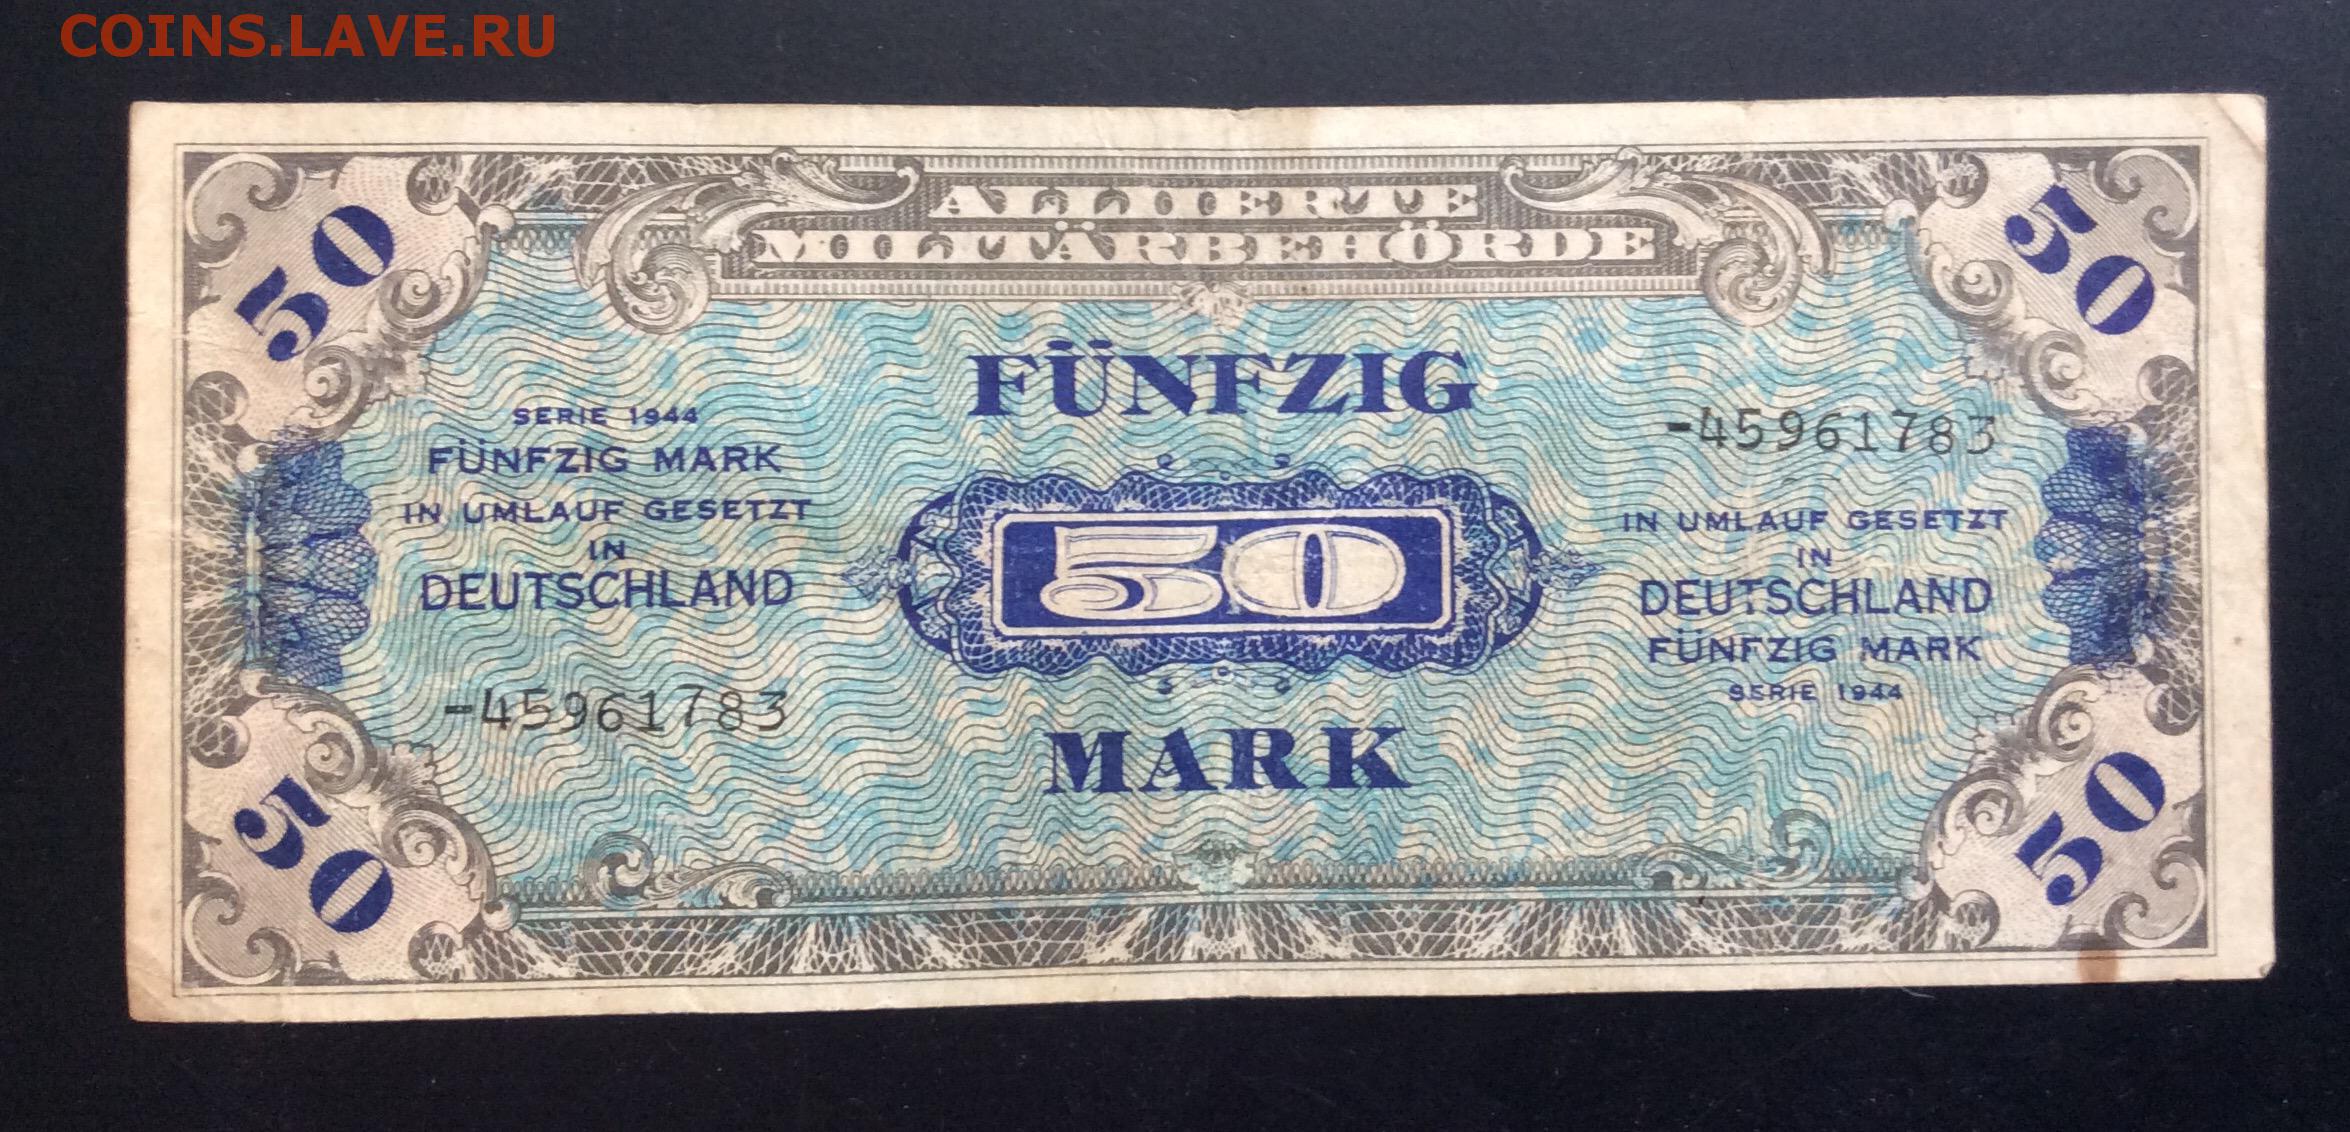 COINS.LAVE.RU
50
50
ALLIIERTE
MILITÄRBEHÖRDE
FÜNFZIG
SERIE 1944
FÜNFZIG MARK
IN UMLAUF GESETZT
IN
DEUTSCHLAND
-45961783
50
-45961783
IN UMLAUF GESETZT
IN
DEUTSCHLAND
FÜNFZIG MARK
SERIE 1944
MARK
50
50